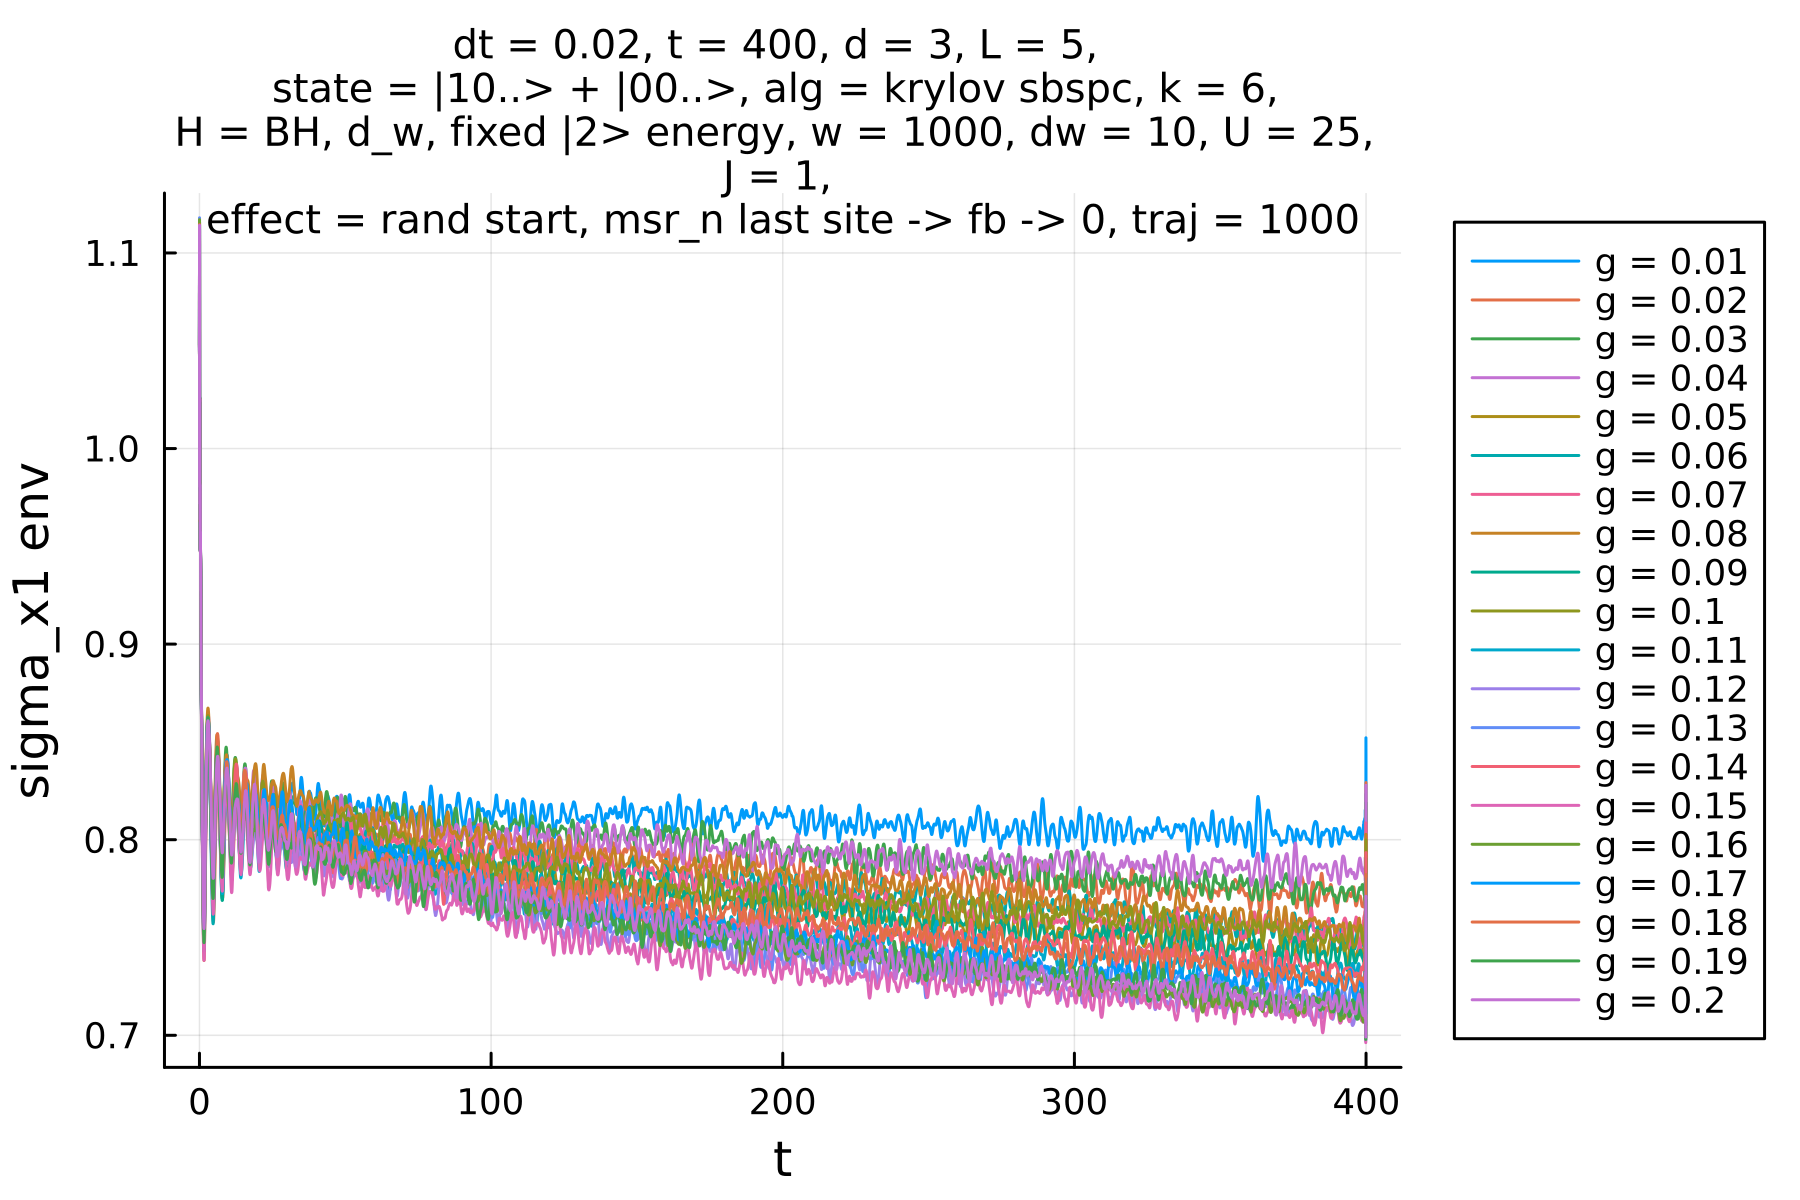 dt = 0.02, t = 400, d = 3, L = 5,
state = |10..> + |00..>, alg = krylov sbspc, k = 6,
H = BH, d_w, fixed |2> energy, w = 1000, dw = 10, U = 25,
J = 1,
effect = rand start, msr_n last site -> fb -> 0, traj = 1000
sigma_x1 env
1.1
1.0
0.9
0.8
0.7
0
100
200
300
400
t
g = 0.01
g = 0.02
g = 0.03
g = 0.04
g = 0.05
g = 0.06
g = 0.07
g = 0.08
g = 0.09
g = 0.1
g = 0.11
g = 0.12
g = 0.13
g = 0.14
g = 0.15
g = 0.16
g = 0.17
g = 0.18
g = 0.19
g = 0.2